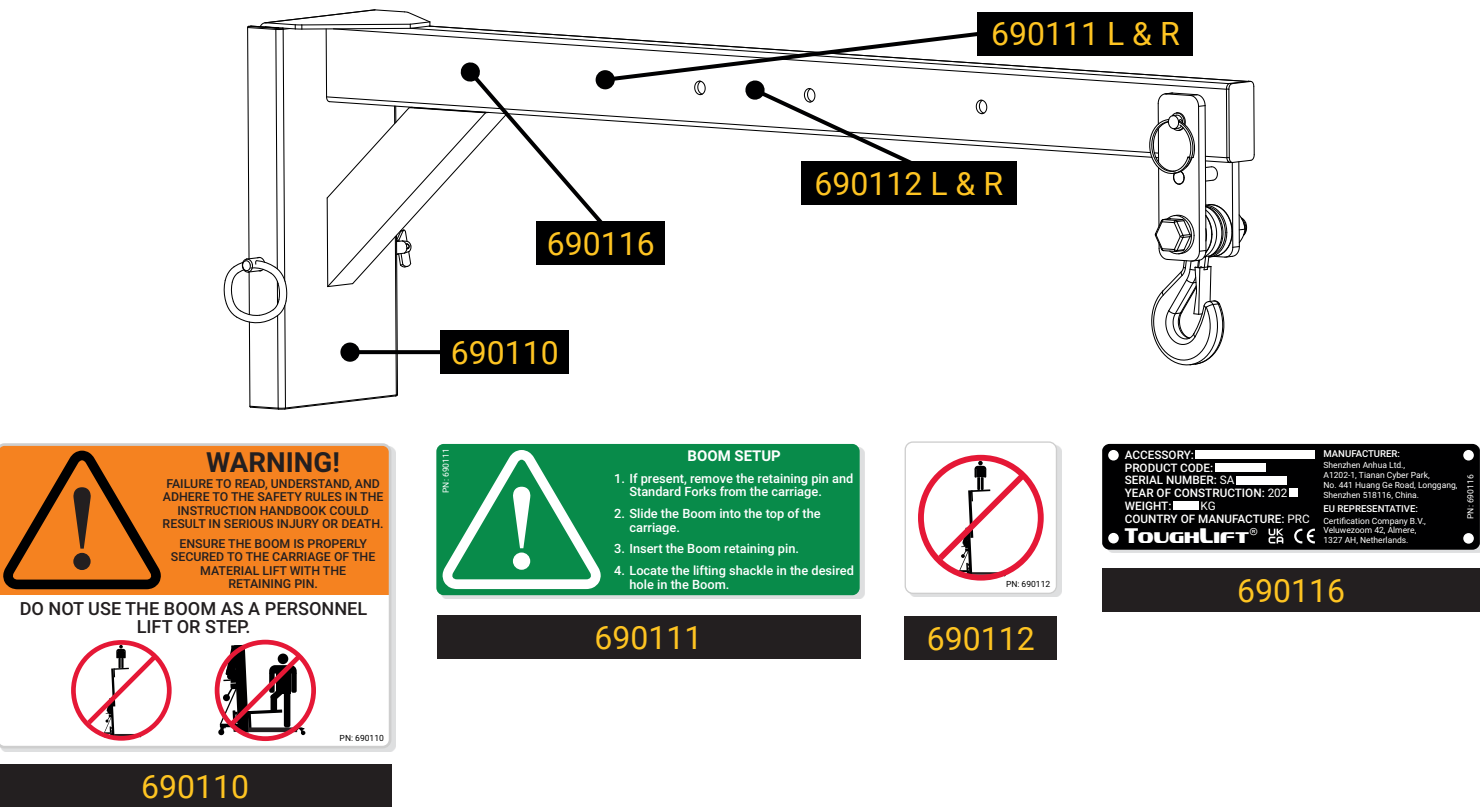 690111 L & R
690112 L & R
690116
690110
WARNING!
FAILURE TO READ, UNDERSTAND, AND
ADHERE TO THE SAFETY RULES IN THE
INSTRUCTION HANDBOOK COULD
RESULT IN SERIOUS INJURY OR DEATH.
ENSURE THE BOOM IS PROPERLY
SECURED TO THE CARRIAGE OF THE
MATERIAL LIFT WITH THE
RETAINING PIN.
DO NOT USE THE BOOM AS A PERSONNEL
LIFT OR STEP.
PN: 690110
690110
PN: 690111
BOOM SETUP
1. If present, remove the retaining pin and
Standard Forks from the carriage.
2. Slide the Boom into the top of the
carriage.
3. Insert the Boom retaining pin.
4. Locate the lifting shackle in the desired
hole in the Boom.
690111
PN: 690112
690112
ACCESSORY:
PRODUCT CODE:
SERIAL NUMBER: SA
YEAR OF CONSTRUCTION: 202
WEIGHT: KG
COUNTRY OF MANUFACTURE: PRC
TOUGHLIFT® UK CA CE
MANUFACTURER:
Shenzhen Anhua Ltd.,
A1202-1, Tianan Cyber Park,
No. 441 Huang Ge Road, Longgang,
Shenzhen 518116, China.
EU REPRESENTATIVE:
Certification Company B.V.,
Veluwezoom 42, Almere,
1327 AH, Netherlands.
PN: 690116
690116